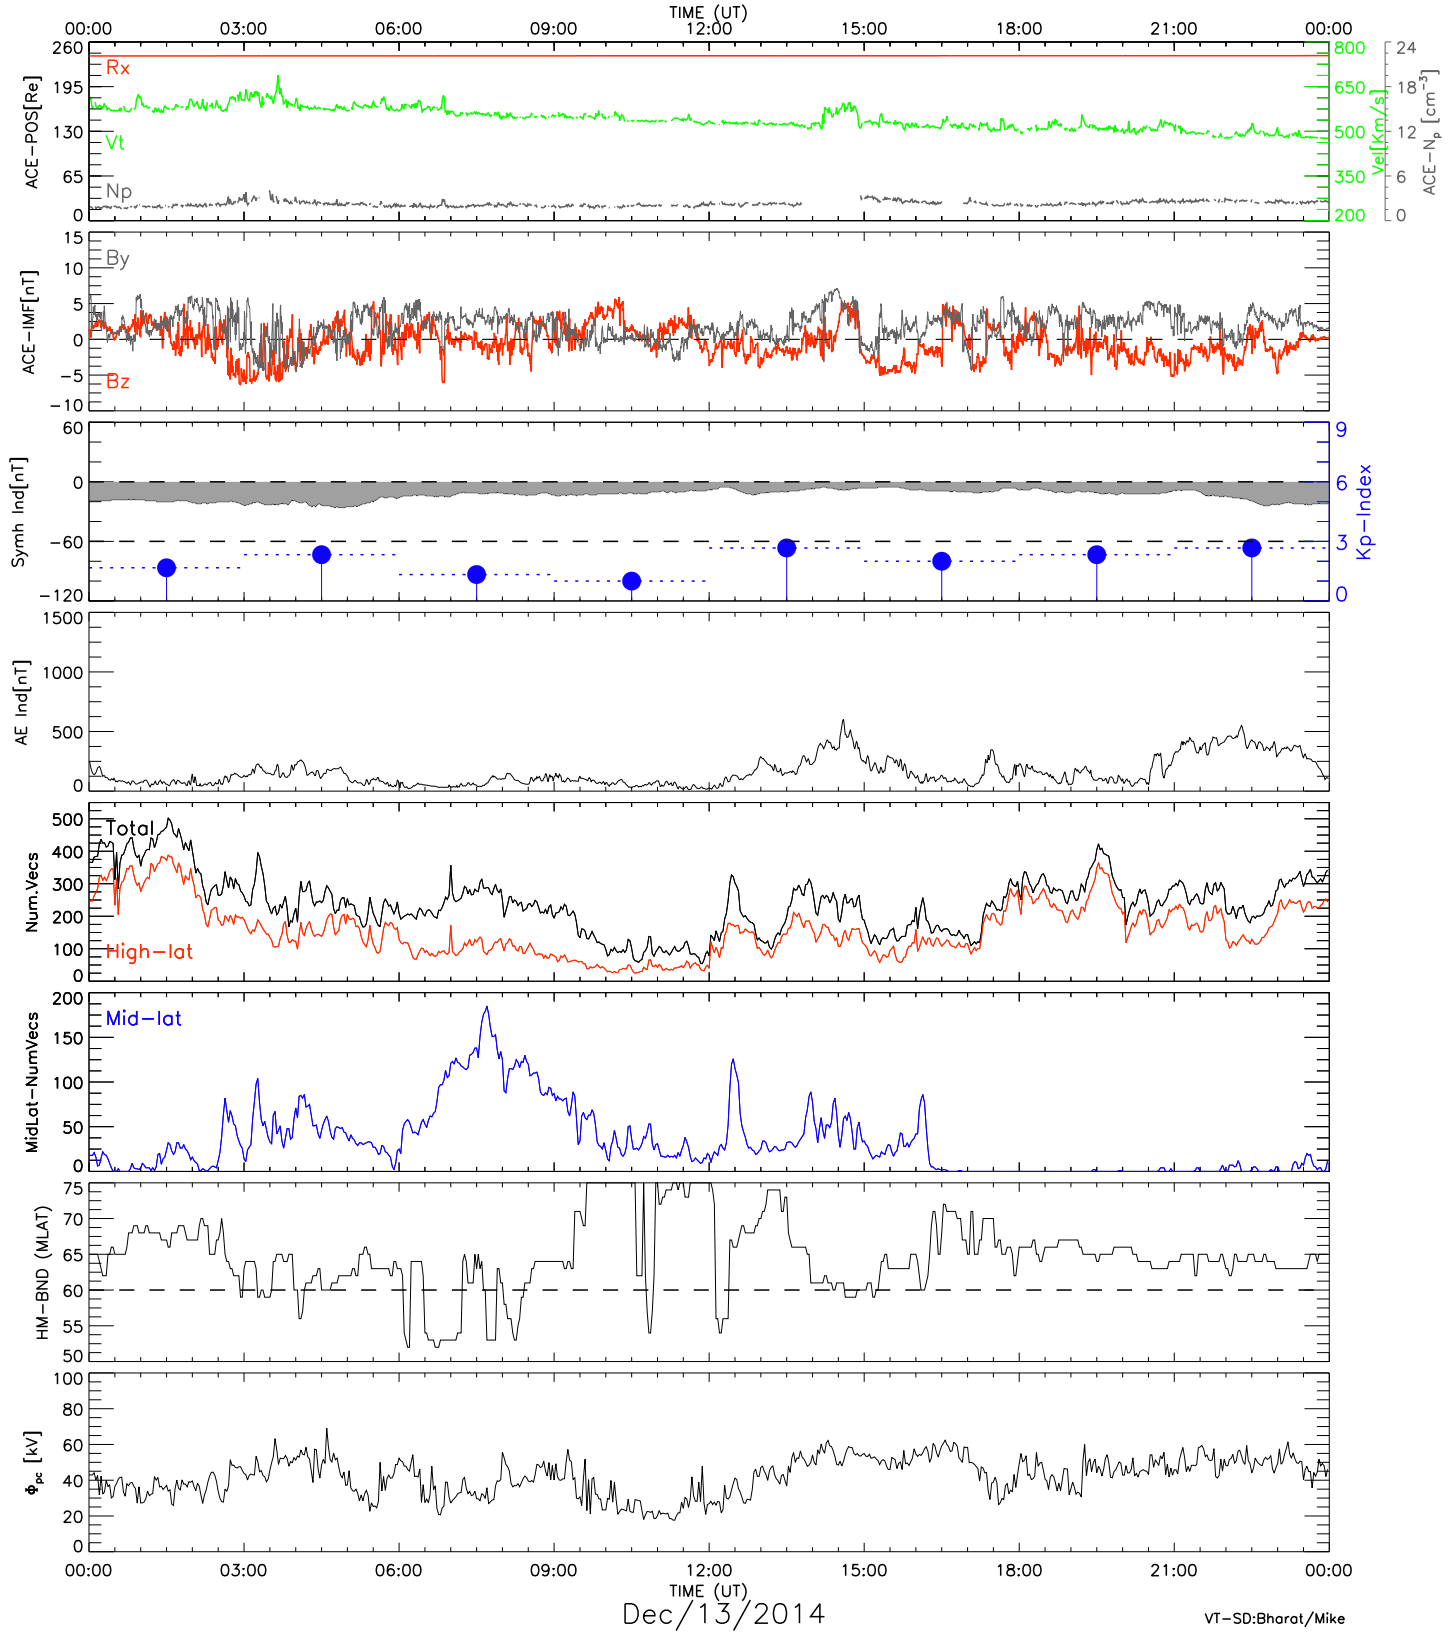 TIME (UT)
00:00 03:00 06:00 09:00 12:00 15:00 18:00 21:00 00:00
260 195 130 65 0
ACE-POS[Re]
Rx
Vt
Np
800 650 500 350 200
Vel[Km/s]
24 18 12 6 0
ACE-Np [cm⁻³]
15 10 5 0 -5 -10
ACE-IMF[nT]
By
Bz
60 0 -60 -120
Symh Ind[nT]
9 6 3 0
Kp-Index
1500 1000 500 0
AE Ind[nT]
500 400 300 200 100 0
Num.Vecs
Total
High-lat
200 150 100 50 0
MidLat-NumVecs
Mid-lat
75 70 65 60 55 50
HM-BND (MLAT)
100 80 60 40 20 0
Φpc [kV]
00:00 03:00 06:00 09:00 12:00 15:00 18:00 21:00 00:00
TIME (UT)
Dec/13/2014
VT-SD:Bharat/Mike